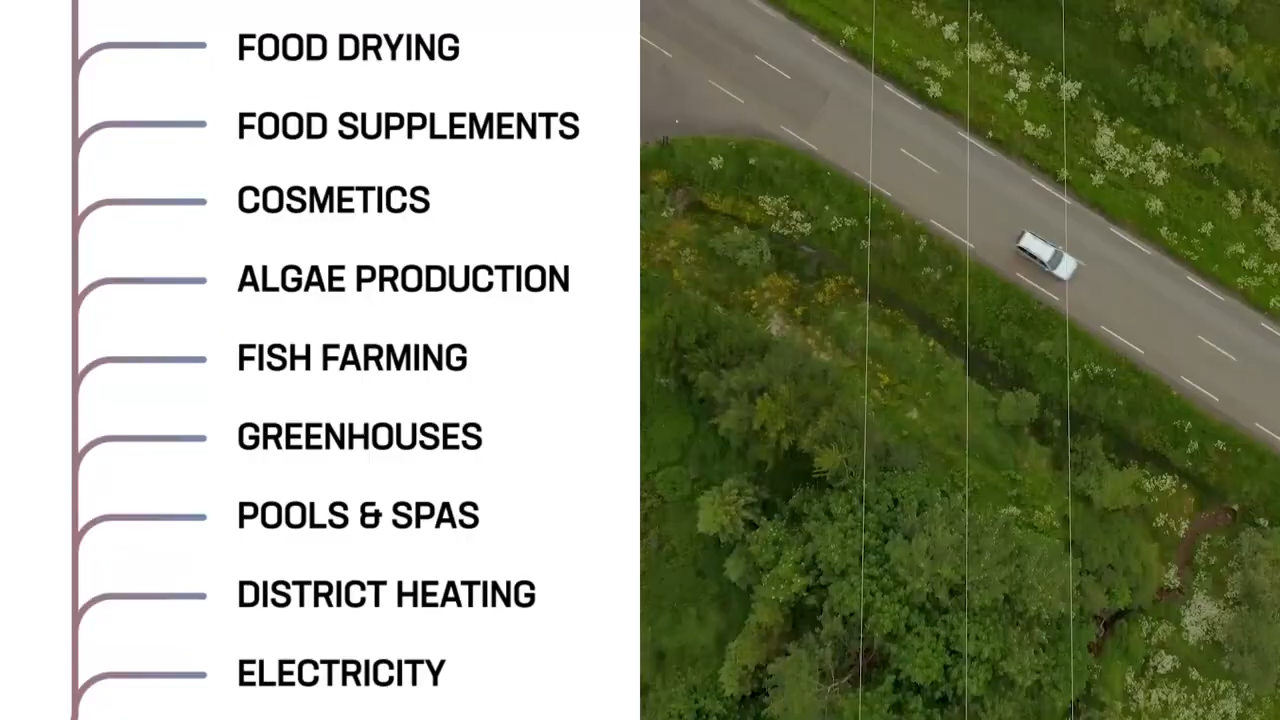 FOOD DRYING
FOOD SUPPLEMENTS
COSMETICS
ALGAE PRODUCTION
FISH FARMING
GREENHOUSES
POOLS & SPAS
DISTRICT HEATING
ELECTRICITY